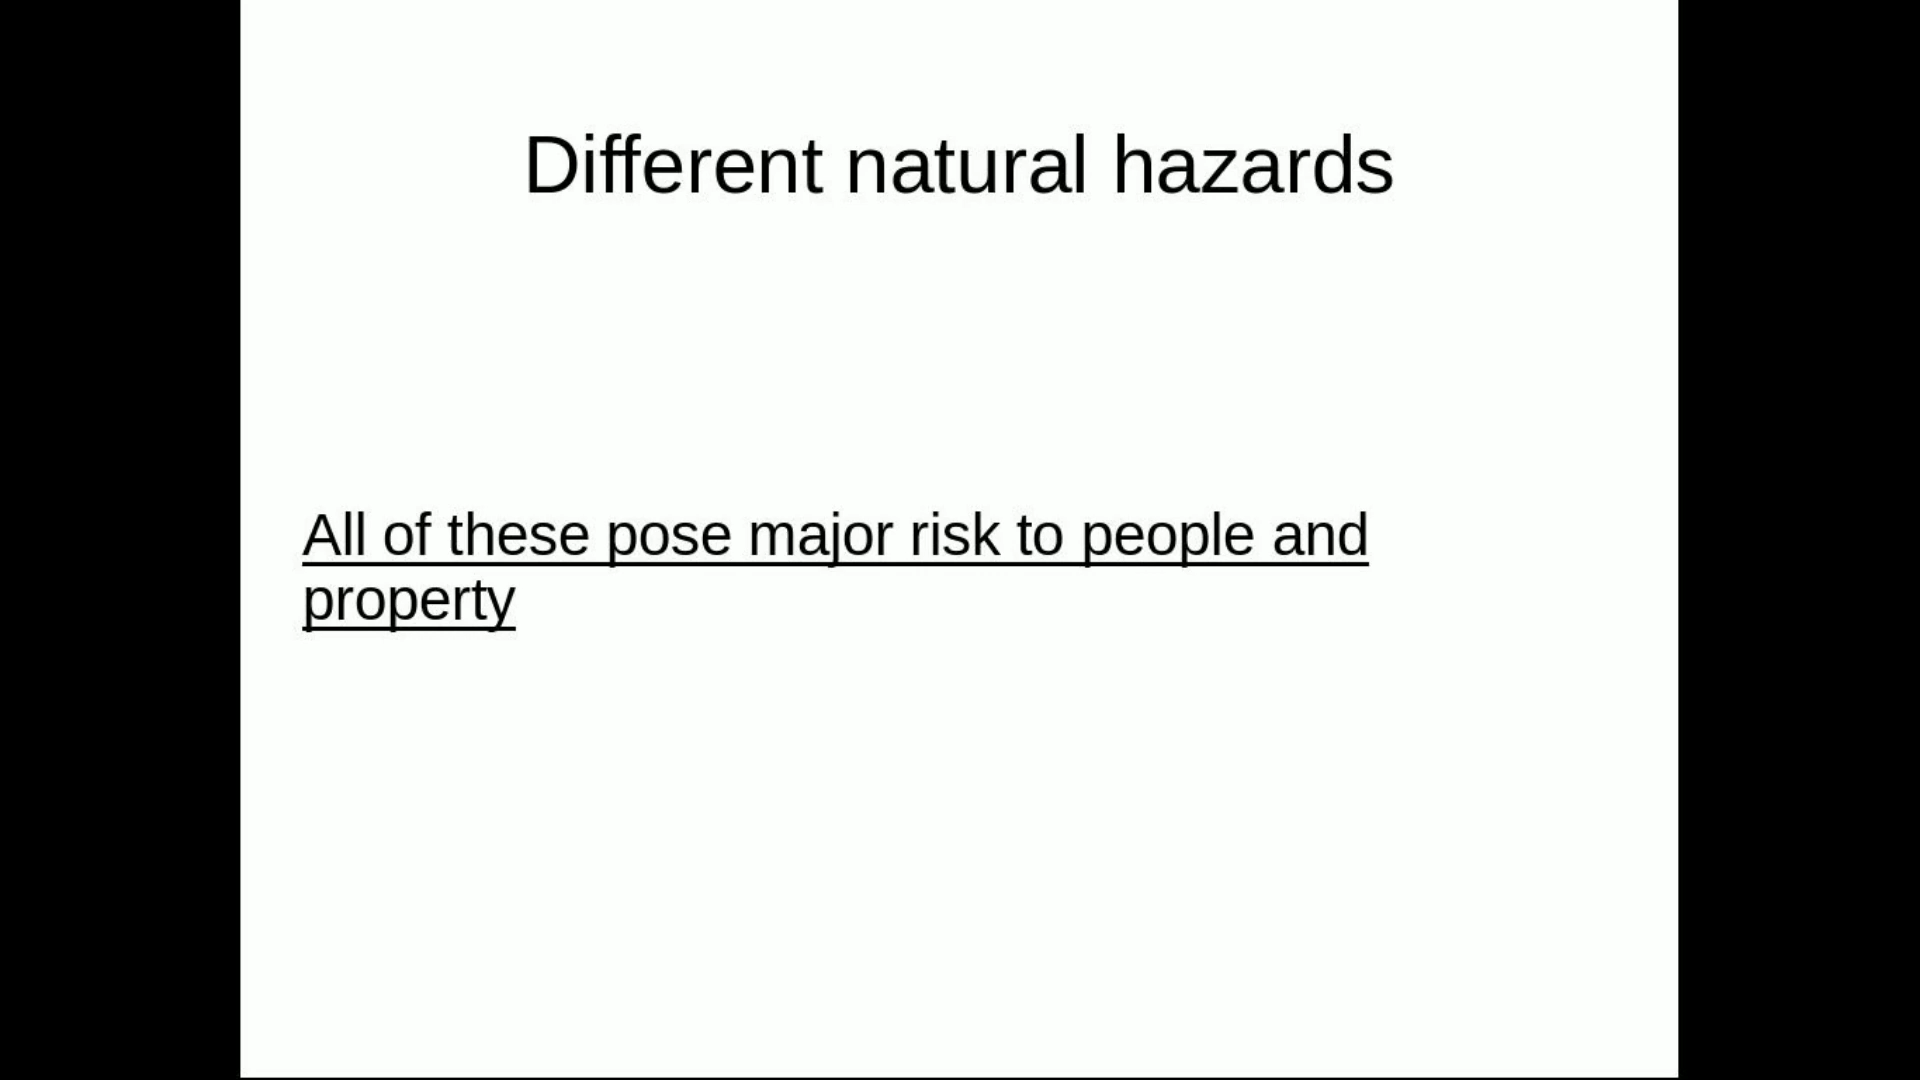 Different natural hazards
All of these pose major risk to people and
property